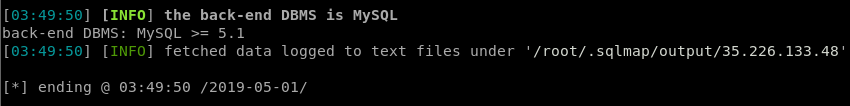 [03:49:50] [INFO] the back-end DBMS is MySQL
back-end DBMS: MySQL >= 5.1
[03:49:50] [INFO] fetched data logged to text files under '/root/.sqlmap/output/35.226.133.48'
[*] ending @ 03:49:50 /2019-05-01/